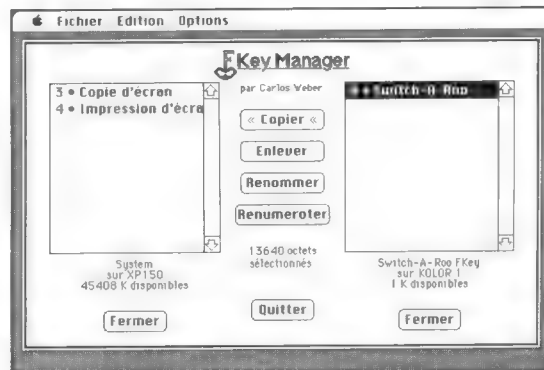 Fichier Edition Options
FKey Manager
par Carlos Weber
3 • Copie d'écran
4 • Impression d'écra
« Copier «
Enlever
Renommer
Renumeroter
13640 octets
sélectionnés
Quitter
System
sur XP150
45408 K disponibles
Fermer
Switch-A-Roo
Switch-A-Roo FKey
sur KOLOR 1
1 K disponibles
Fermer